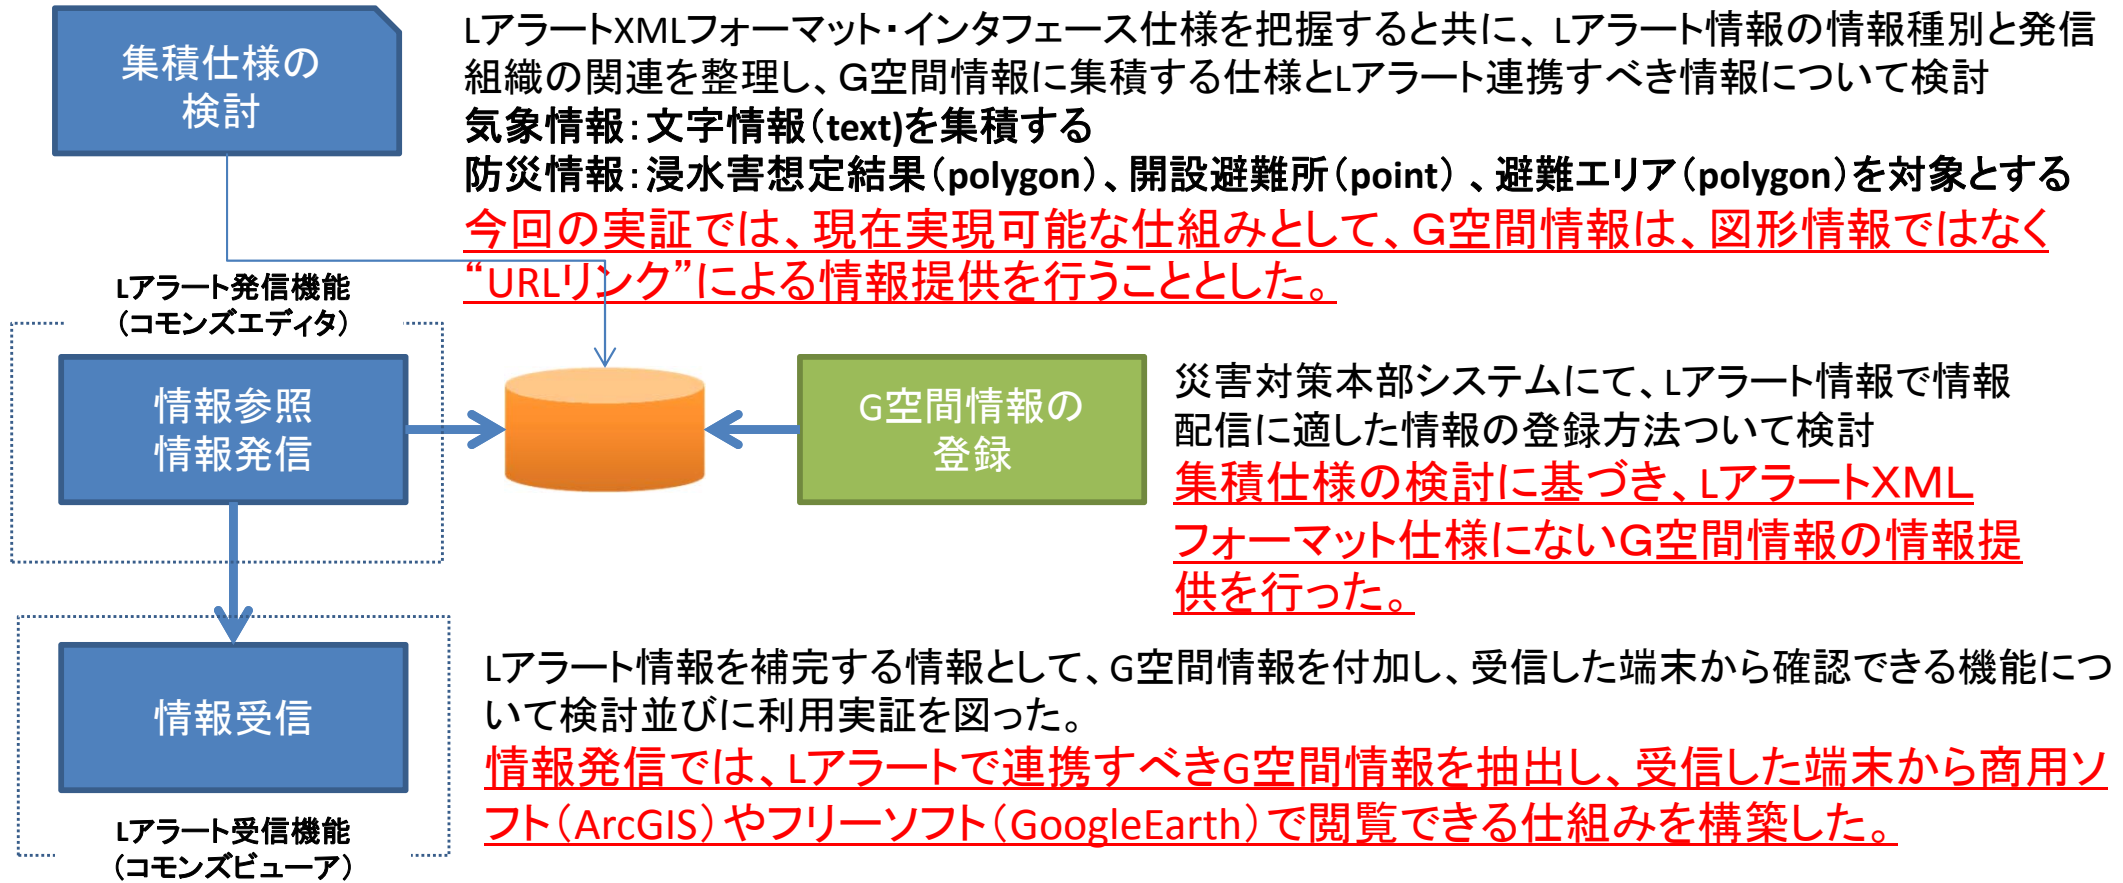 集積仕様の
検討
LアラートXMLフォーマット・インタフェース仕様を把握すると共に、Lアラート情報の情報種別と発信
組織の関連を整理し、G空間情報に集積する仕様とLアラート連携すべき情報について検討
気象情報：文字情報（text)を集積する
防災情報：浸水害想定結果（polygon）、開設避難所（point）、避難エリア（polygon）を対象とする
今回の実証では、現在実現可能な仕組みとして、G空間情報は、図形情報ではなく
“URLリンク”による情報提供を行うこととした。
Lアラート発信機能
（コモンズエディタ）
情報参照
情報発信
G空間情報の
登録
災害対策本部システムにて、Lアラート情報で情報
配信に適した情報の登録方法ついて検討
集積仕様の検討に基づき、LアラートXML
フォーマット仕様にないG空間情報の情報提
供を行った。
情報受信
Lアラート受信機能
（コモンズビューア）
Lアラート情報を補完する情報として、G空間情報を付加し、受信した端末から確認できる機能につ
いて検討並びに利用実証を図った。
情報発信では、Lアラートで連携すべきG空間情報を抽出し、受信した端末から商用ソ
フト（ArcGIS）やフリーソフト（GoogleEarth）で閲覧できる仕組みを構築した。